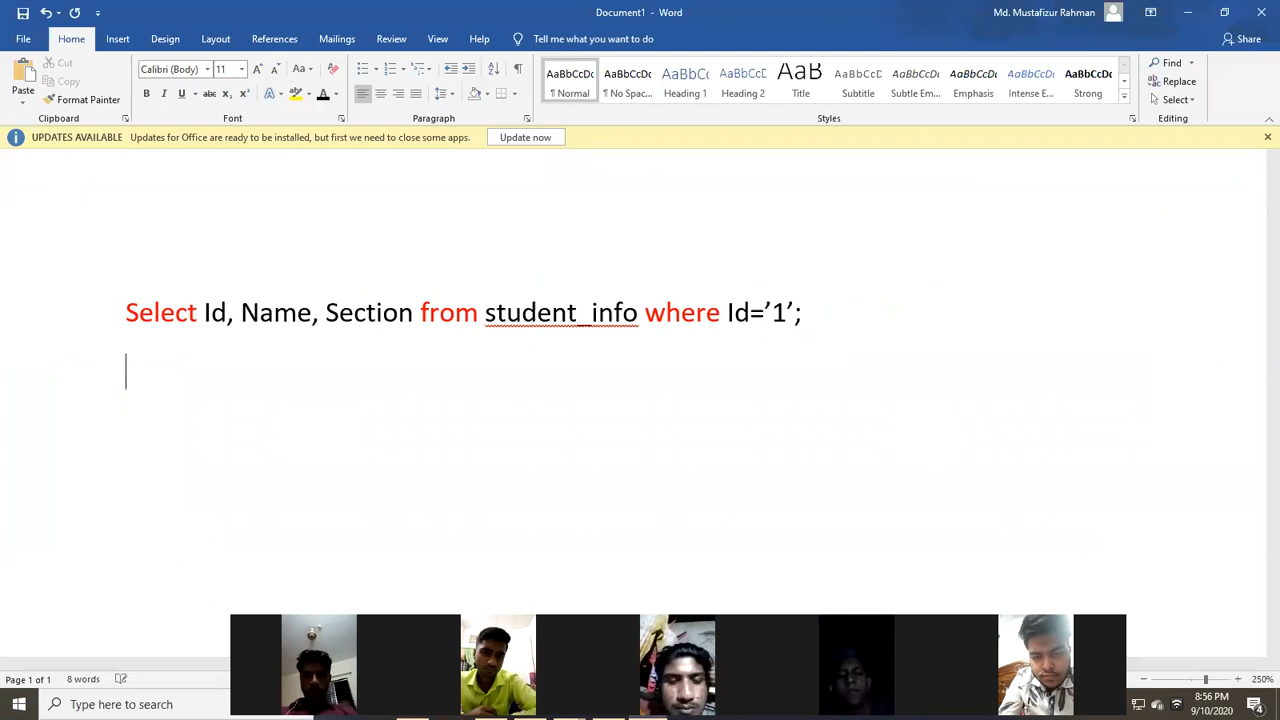 Document1 - Word
Md. Mustafizur Rahman
File Home Insert Design Layout References Mailings Review View Help Tell me what you want to do Share
Paste
Cut
Copy
Format Painter
Clipboard
Calibri (Body) 11
Font
Paragraph
AaBbCcDc ¶ Normal
AaBbCcDc ¶ No Spac...
AaBbCc Heading 1
AaBbCcD Heading 2
AaB Title
AaBbCcD Subtitle
AaBbCcDc Subtle Em...
AaBbCcDc Emphasis
AaBbCcDc Intense E...
AaBbCcDc Strong
Styles
Find
Replace
Select
Editing
UPDATES AVAILABLE Updates for Office are ready to be installed, but first we need to close some apps. Update now
Select Id, Name, Section from student_info where Id=’1’;
Page 1 of 1 8 words 250%
Type here to search
8:56 PM
9/10/2020